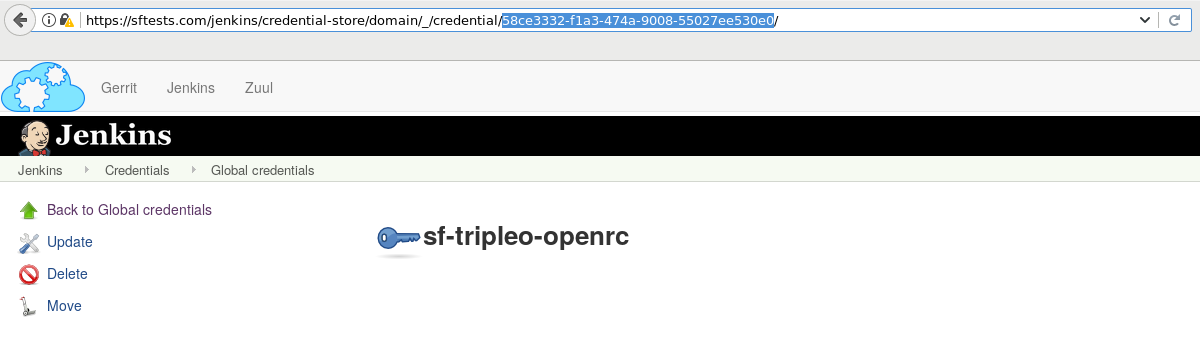 https://sftests.com/jenkins/credential-store/domain/_/credential/58ce3332-f1a3-474a-9008-55027ee530e0/
Gerrit Jenkins Zuul
Jenkins
Jenkins Credentials Global credentials
Back to Global credentials
Update
Delete
Move
sf-tripleo-openrc